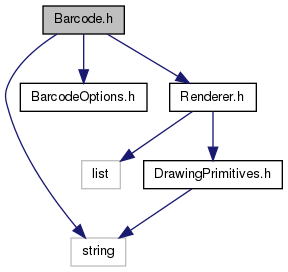 Barcode.h
BarcodeOptions.h
Renderer.h
list
DrawingPrimitives.h
string